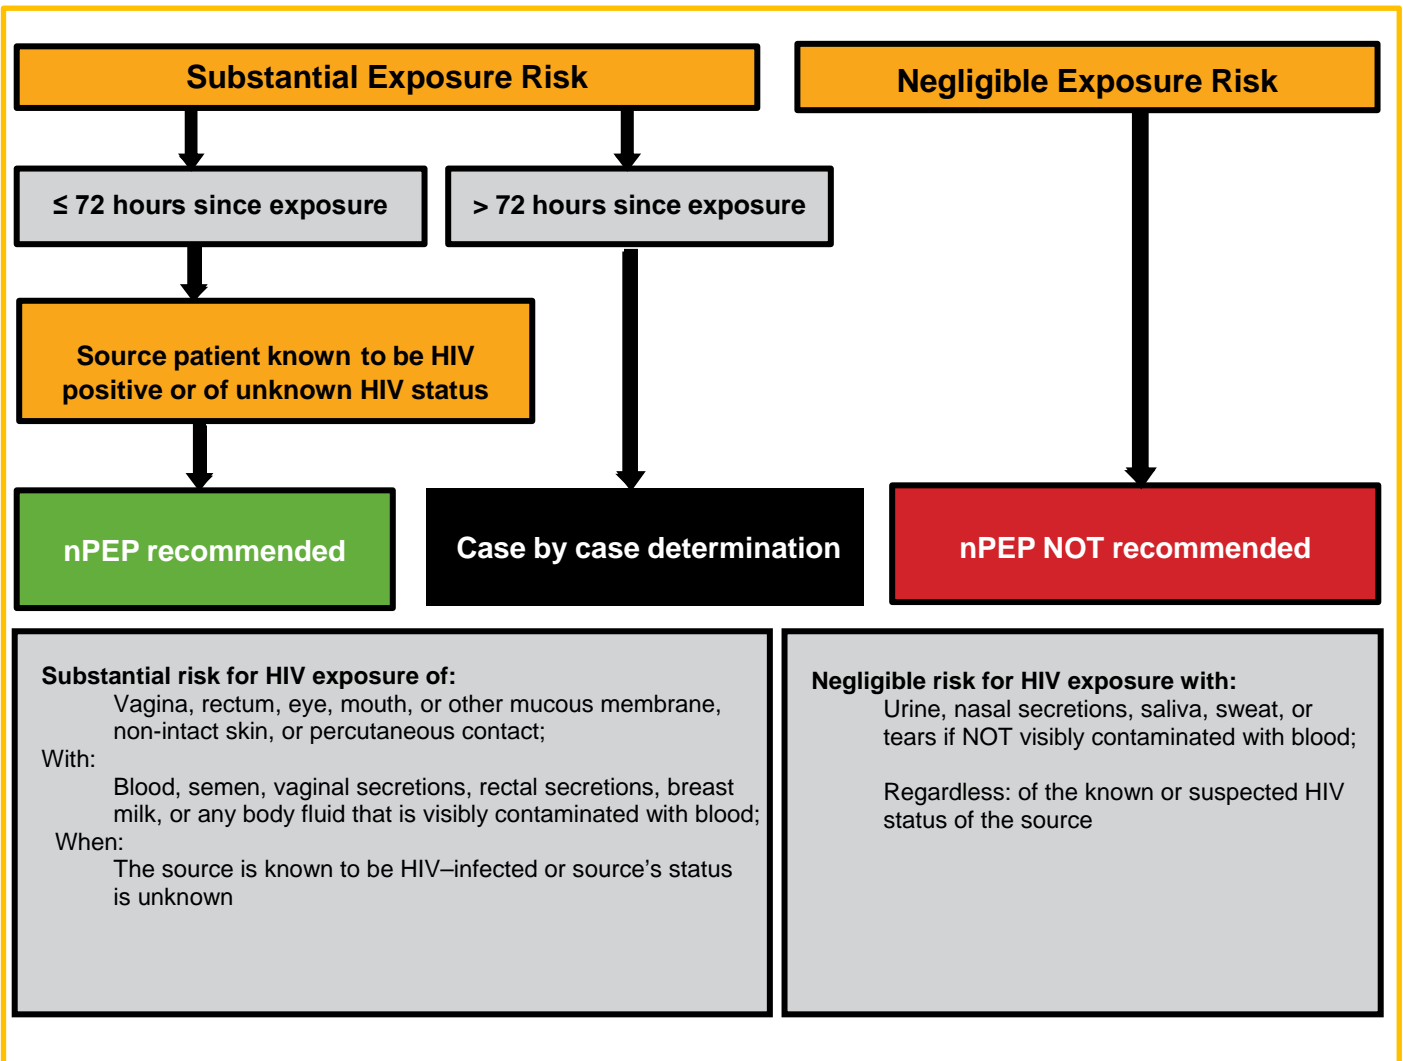 Substantial Exposure Risk
Negligible Exposure Risk
≤ 72 hours since exposure
> 72 hours since exposure
Source patient known to be HIV
positive or of unknown HIV status
nPEP recommended
Case by case determination
nPEP NOT recommended
Substantial risk for HIV exposure of:
Vagina, rectum, eye, mouth, or other mucous membrane,
non-intact skin, or percutaneous contact;
With:
Blood, semen, vaginal secretions, rectal secretions, breast
milk, or any body fluid that is visibly contaminated with blood;
When:
The source is known to be HIV–infected or source’s status
is unknown
Negligible risk for HIV exposure with:
Urine, nasal secretions, saliva, sweat, or
tears if NOT visibly contaminated with blood;
Regardless: of the known or suspected HIV
status of the source